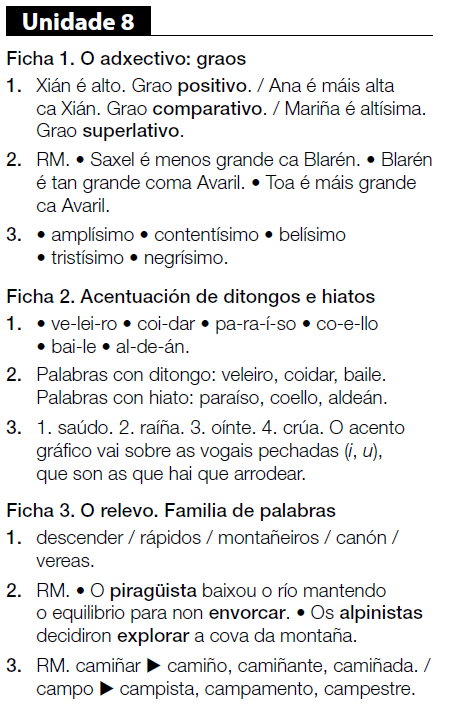 Unidade 8
Ficha 1. O adxectivo: graos
1. Xián é alto. Grao positivo. / Ana é máis alta
ca Xián. Grao comparativo. / Mariña é altísima.
Grao superlativo.
2. RM. • Saxel é menos grande ca Blarén. • Blarén
é tan grande coma Avaril. • Toa é máis grande
ca Avaril.
3. • amplísimo • contentísimo • belísimo
• tristísimo • negrísimo.
Ficha 2. Acentuación de ditongos e hiatos
1. • ve-lei-ro • coi-dar • pa-ra-í-so • co-e-llo
• bai-le • al-de-án.
2. Palabras con ditongo: veleiro, coidar, baile.
Palabras con hiato: paraíso, coello, aldeán.
3. 1. saúdo. 2. raíña. 3. oínte. 4. crúa. O acento
gráfico vai sobre as vogais pechadas (i, u),
que son as que hai que arrodear.
Ficha 3. O relevo. Familia de palabras
1. descender / rápidos / montañeiros / canón /
vereas.
2. RM. • O piragüista baixou o río mantendo
o equilibrio para non envorcar. • Os alpinistas
decidiron explorar a cova da montaña.
3. RM. camiñar ► camiño, camiñante, camiñada. /
campo ► campista, campamento, campestre.